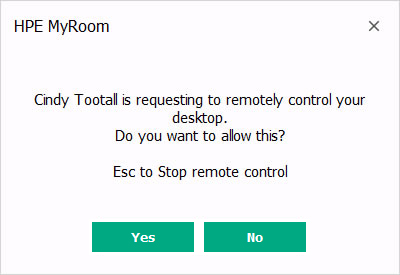 HPE MyRoom
Cindy Tootall is requesting to remotely control your
desktop.
Do you want to allow this?
Esc to Stop remote control
Yes No